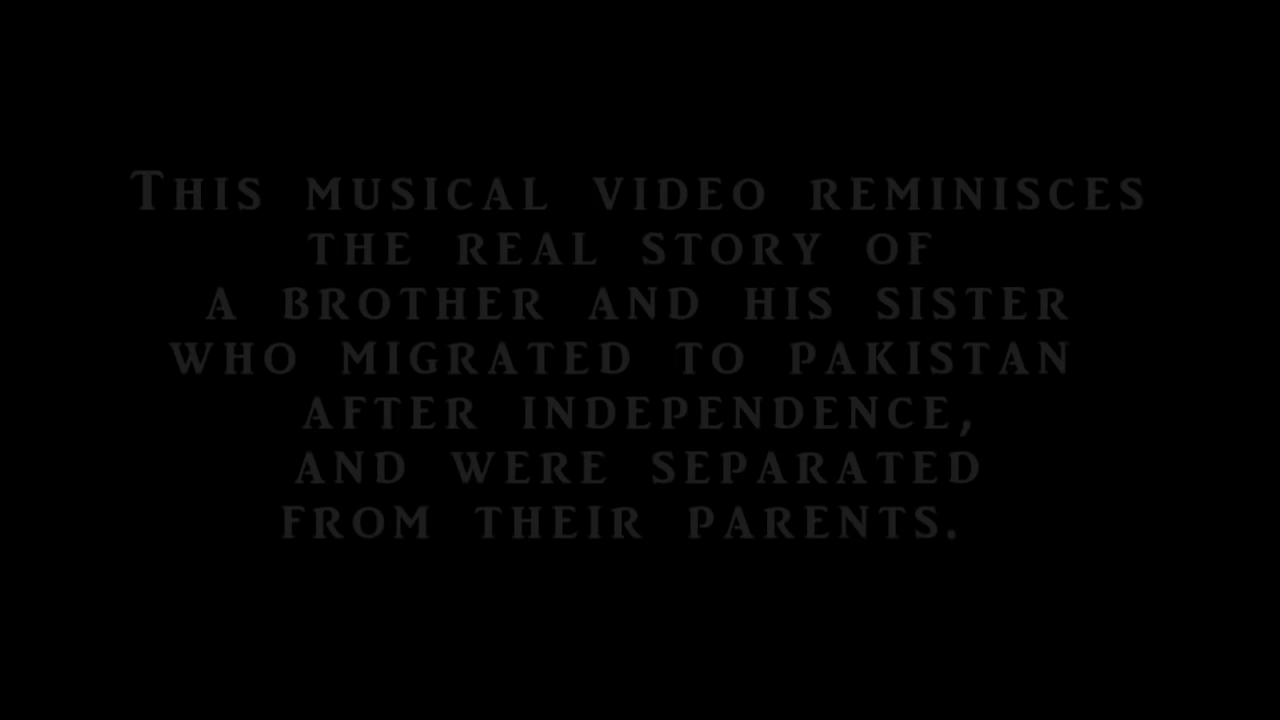 This musical video reminisces
the real story of
a brother and his sister
who migrated to Pakistan
after independence,
and were separated
from their parents.